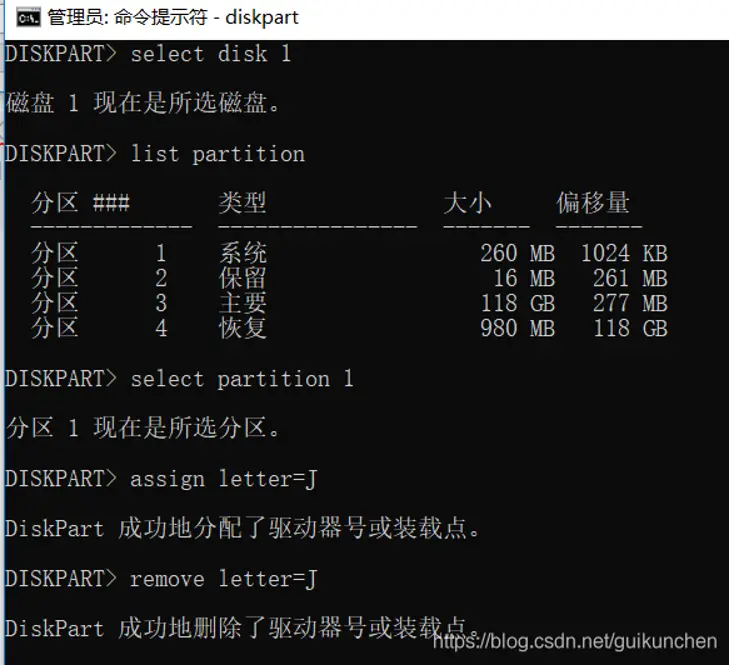 管理员: 命令提示符 - diskpart
DISKPART> select disk 1
磁盘 1 现在是所选磁盘。
DISKPART> list partition
分区 ### 类型 大小 偏移量
------------- ---------------- ------- -------
分区 1 系统 260 MB 1024 KB
分区 2 保留 16 MB 261 MB
分区 3 主要 118 GB 277 MB
分区 4 恢复 980 MB 118 GB
DISKPART> select partition 1
分区 1 现在是所选分区。
DISKPART> assign letter=J
DiskPart 成功地分配了驱动器号或装载点。
DISKPART> remove letter=J
DiskPart 成功地删除了驱动器号或装载点。
https://blog.csdn.net/guikunchen